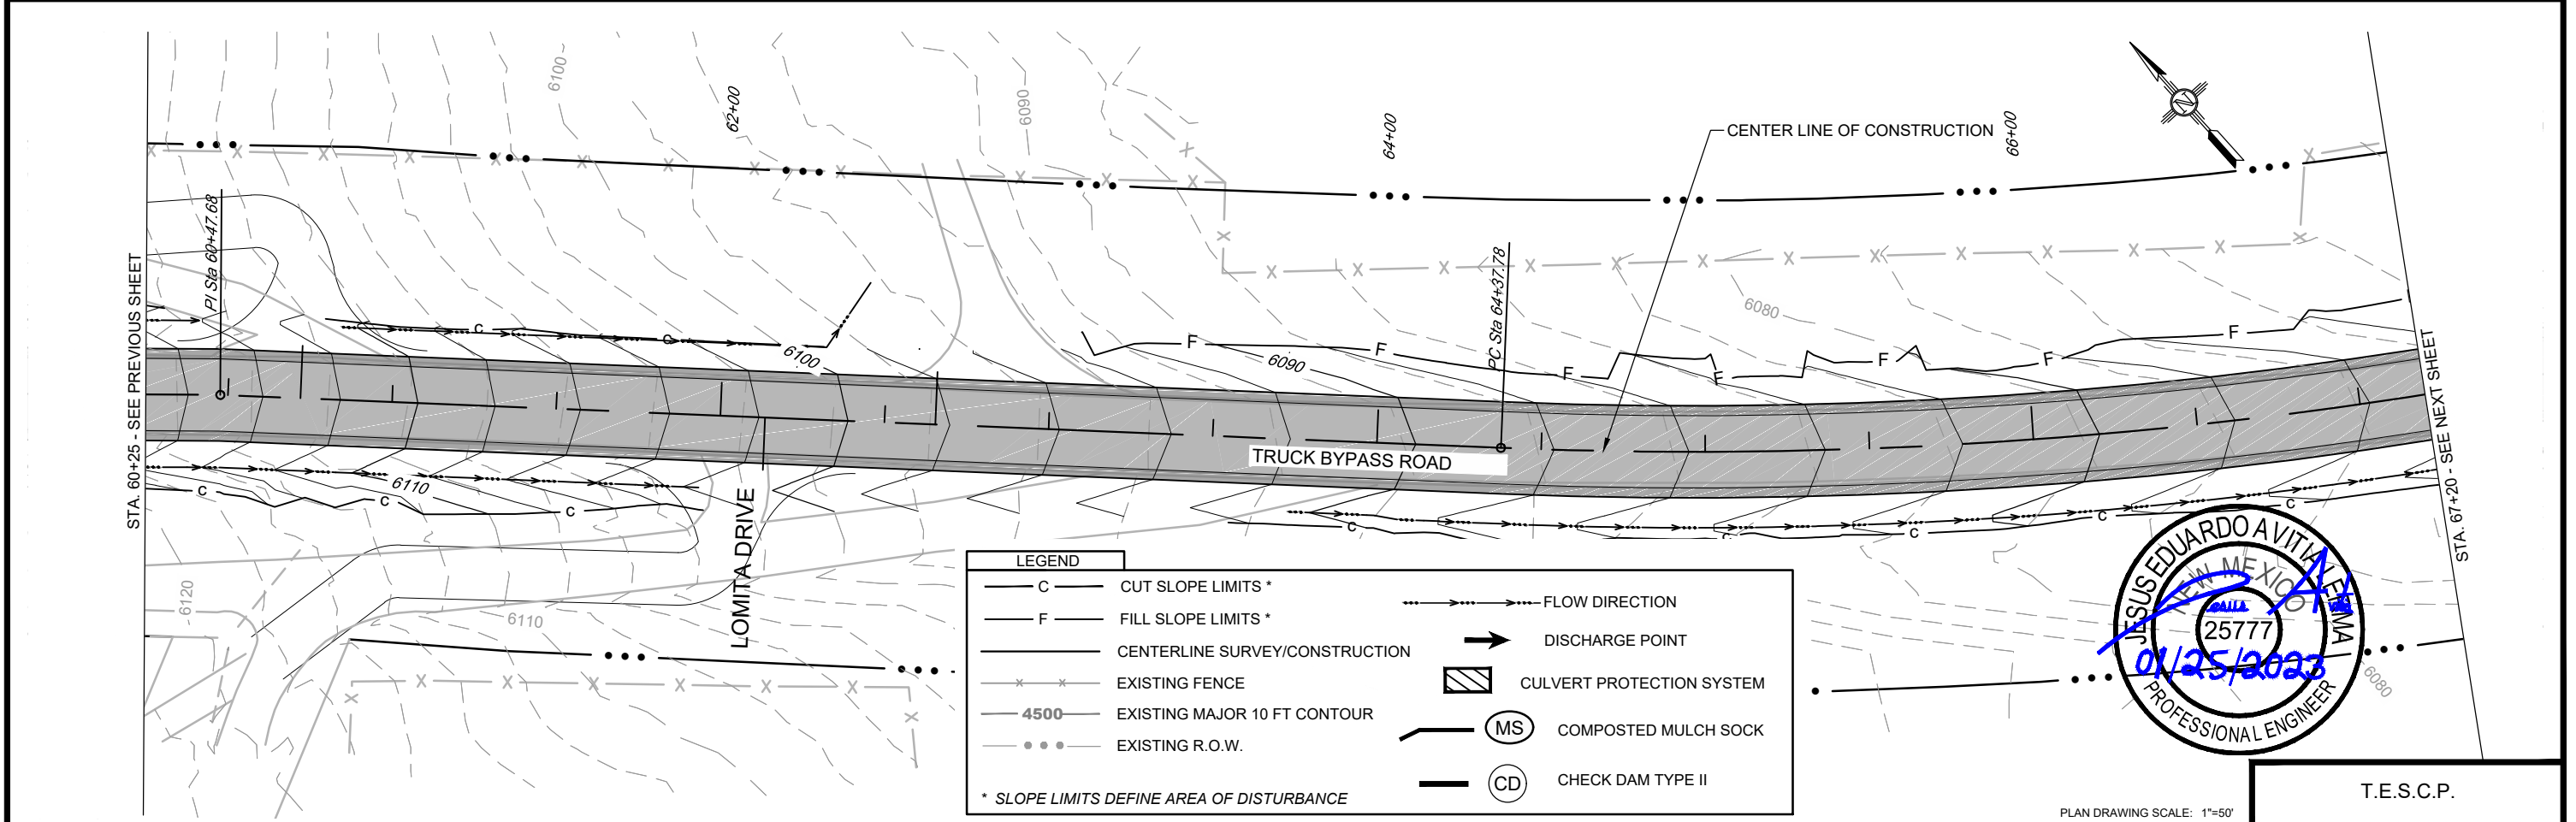 6100
62+00
6090
64+00
66+00
N
CENTER LINE OF CONSTRUCTION
STA. 60+25 - SEE PREVIOUS SHEET
PI Sta 60+47.68
PC Sta 64+37.78
6080
6100
6090
C C
F F F F F F F
TRUCK BYPASS ROAD
6110
C C C
C C C C
LOMITA DRIVE
6120
6110
6080
STA. 67+20 - SEE NEXT SHEET
LEGEND
C CUT SLOPE LIMITS *
F FILL SLOPE LIMITS *
CENTERLINE SURVEY/CONSTRUCTION
EXISTING FENCE
4500 EXISTING MAJOR 10 FT CONTOUR
EXISTING R.O.W.
* SLOPE LIMITS DEFINE AREA OF DISTURBANCE
FLOW DIRECTION
DISCHARGE POINT
CULVERT PROTECTION SYSTEM
MS COMPOSTED MULCH SOCK
CD CHECK DAM TYPE II
JESUS EDUARDO A VITIA
NEW MEXICO
25777
01/25/2023
PROFESSIONAL ENGINEER
T.E.S.C.P.
PLAN DRAWING SCALE: 1"=50'